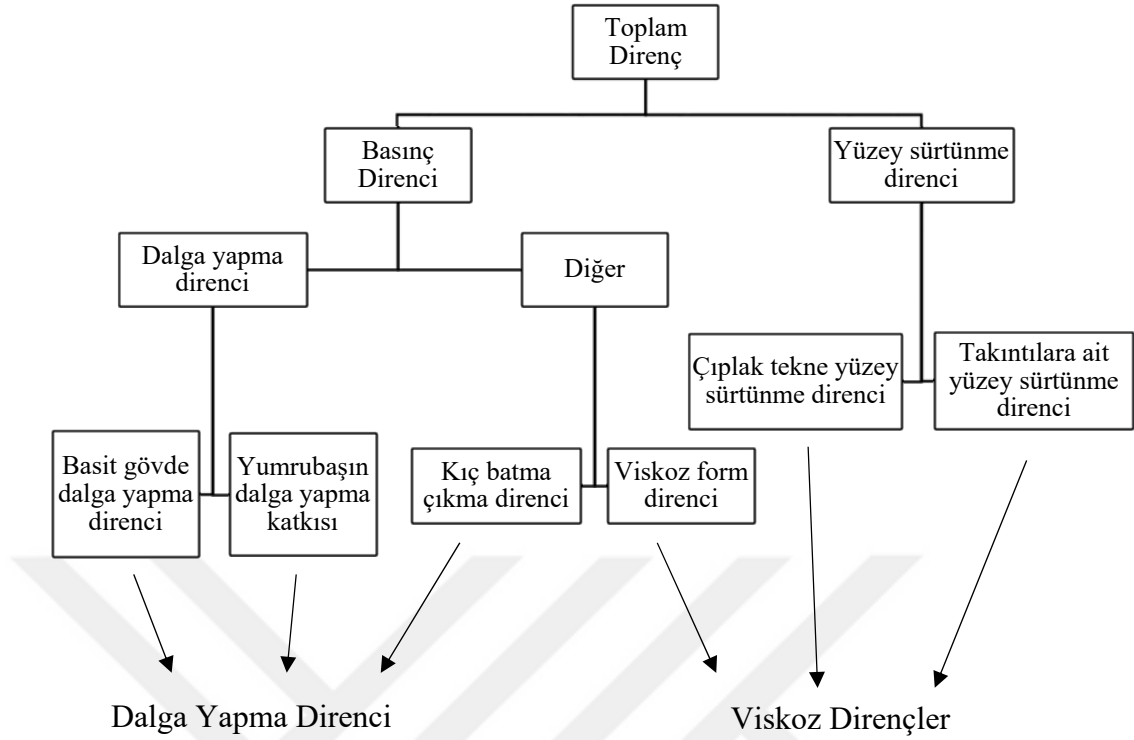 Toplam
Direnç
Basınç
Direnci
Yüzey sürtünme
direnci
Dalga yapma
direnci
Diğer
Çıplak tekne yüzey
sürtünme direnci
Takıntılara ait
yüzey sürtünme
direnci
Basit gövde
dalga yapma
direnci
Yumrubaşın
dalga yapma
katkısı
Kıç batma
çıkma direnci
Viskoz form
direnci
Dalga Yapma Direnci
Viskoz Dirençler